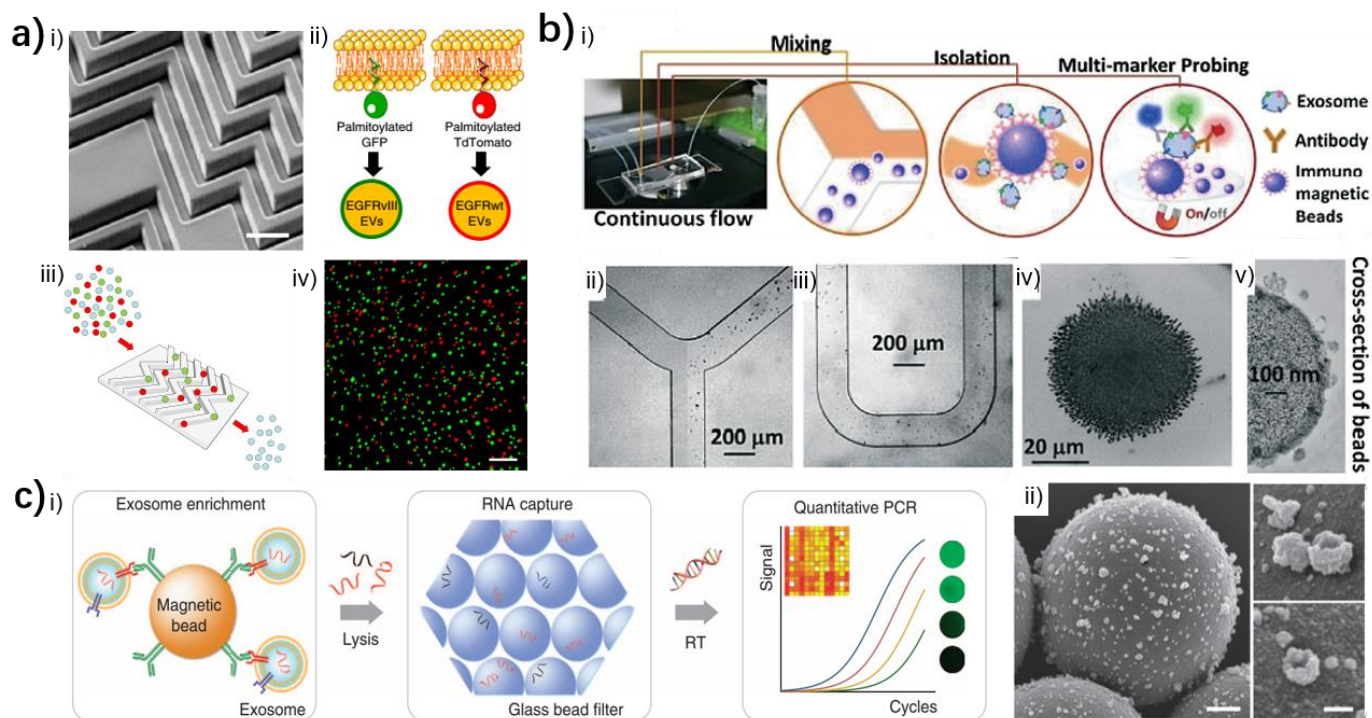 a)
i)
ii)
Palmitoylated
GFP
Palmitoylated
TdTomato
EGFRvIII
EVs
EGFRwt
EVs
iii)
iv)
b)
i)
Mixing
Isolation
Multi-marker Probing
Continuous flow
On/off
Exosome
Antibody
Immuno
magnetic
Beads
ii)
200 μm
iii)
200 μm
iv)
20 μm
v)
100 nm
Cross-section of beads
c)
i)
Exosome enrichment
Magnetic
bead
Exosome
Lysis
RNA capture
Glass bead filter
RT
Quantitative PCR
Signal
Cycles
ii)